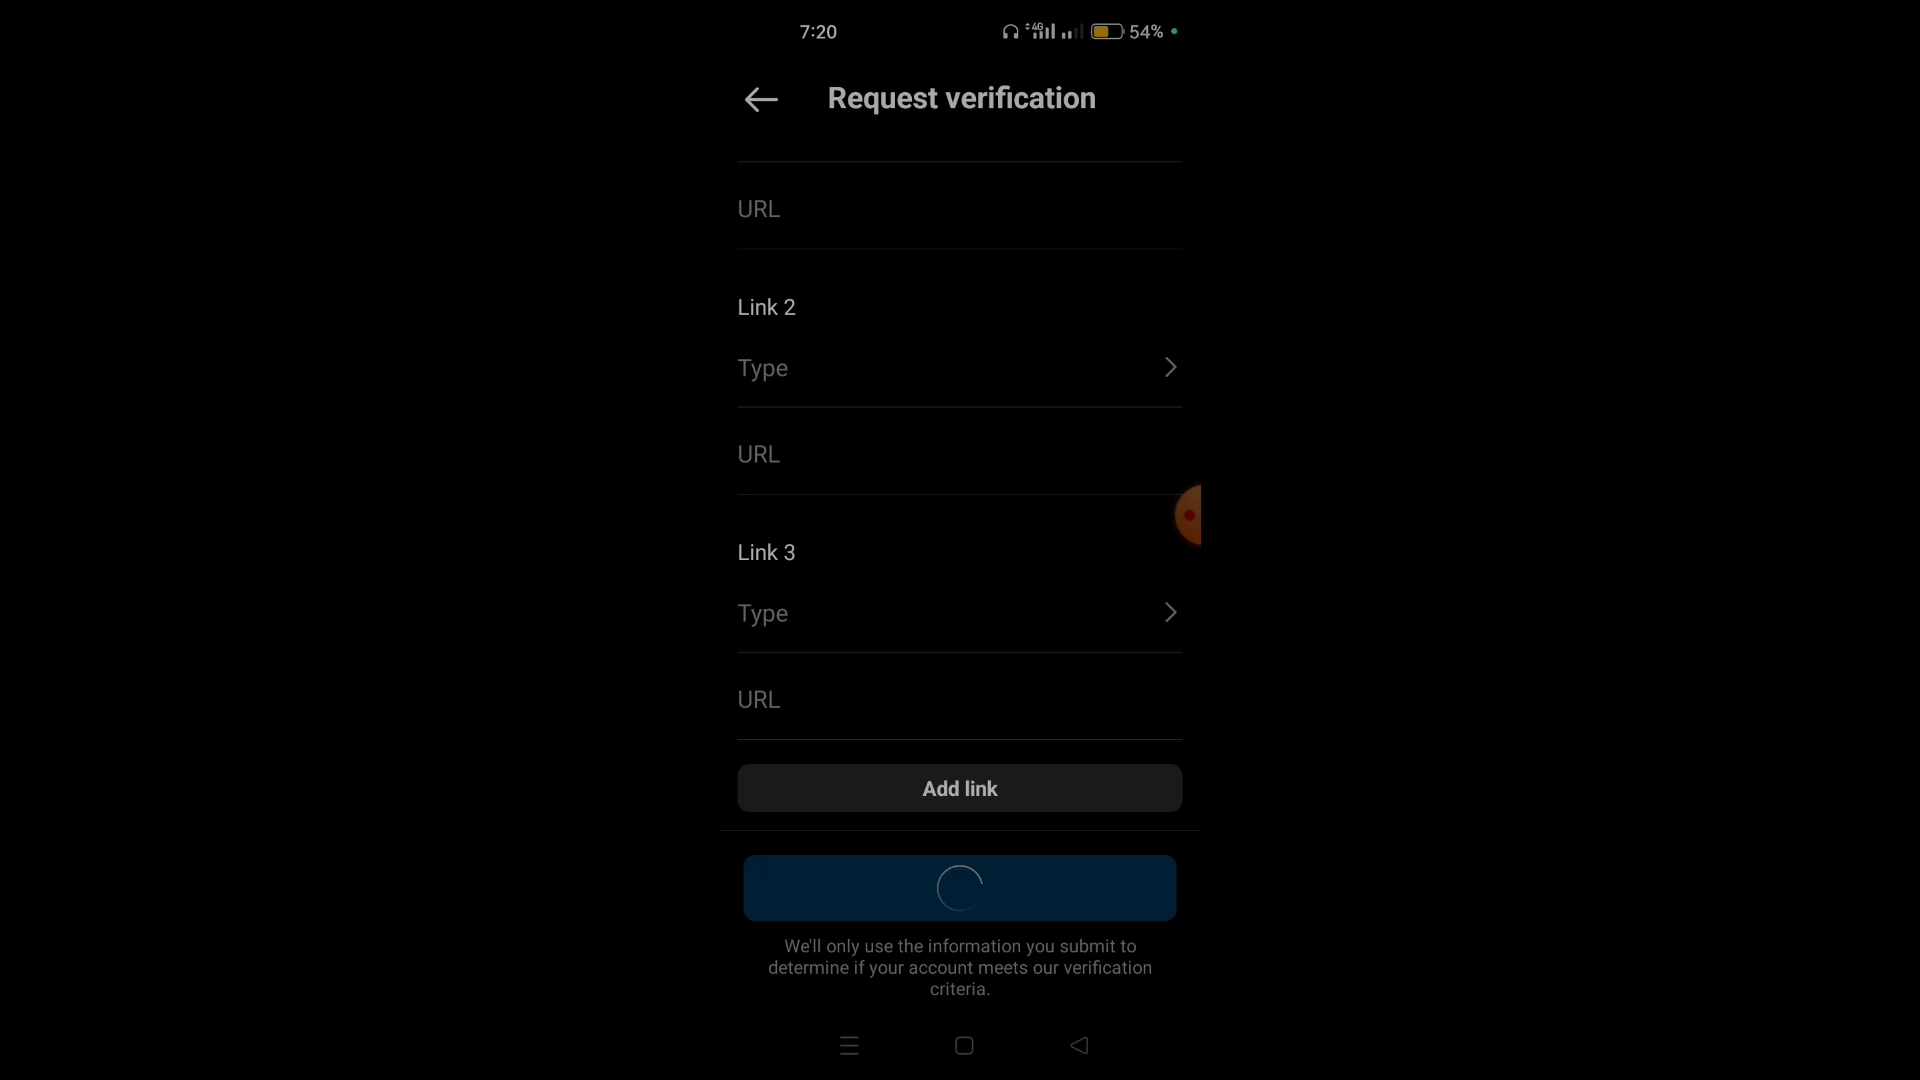 7:20
4G
54%
Request verification
URL
Link 2
Type
URL
Link 3
Type
URL
Add link
We'll only use the information you submit to
determine if your account meets our verification
criteria.